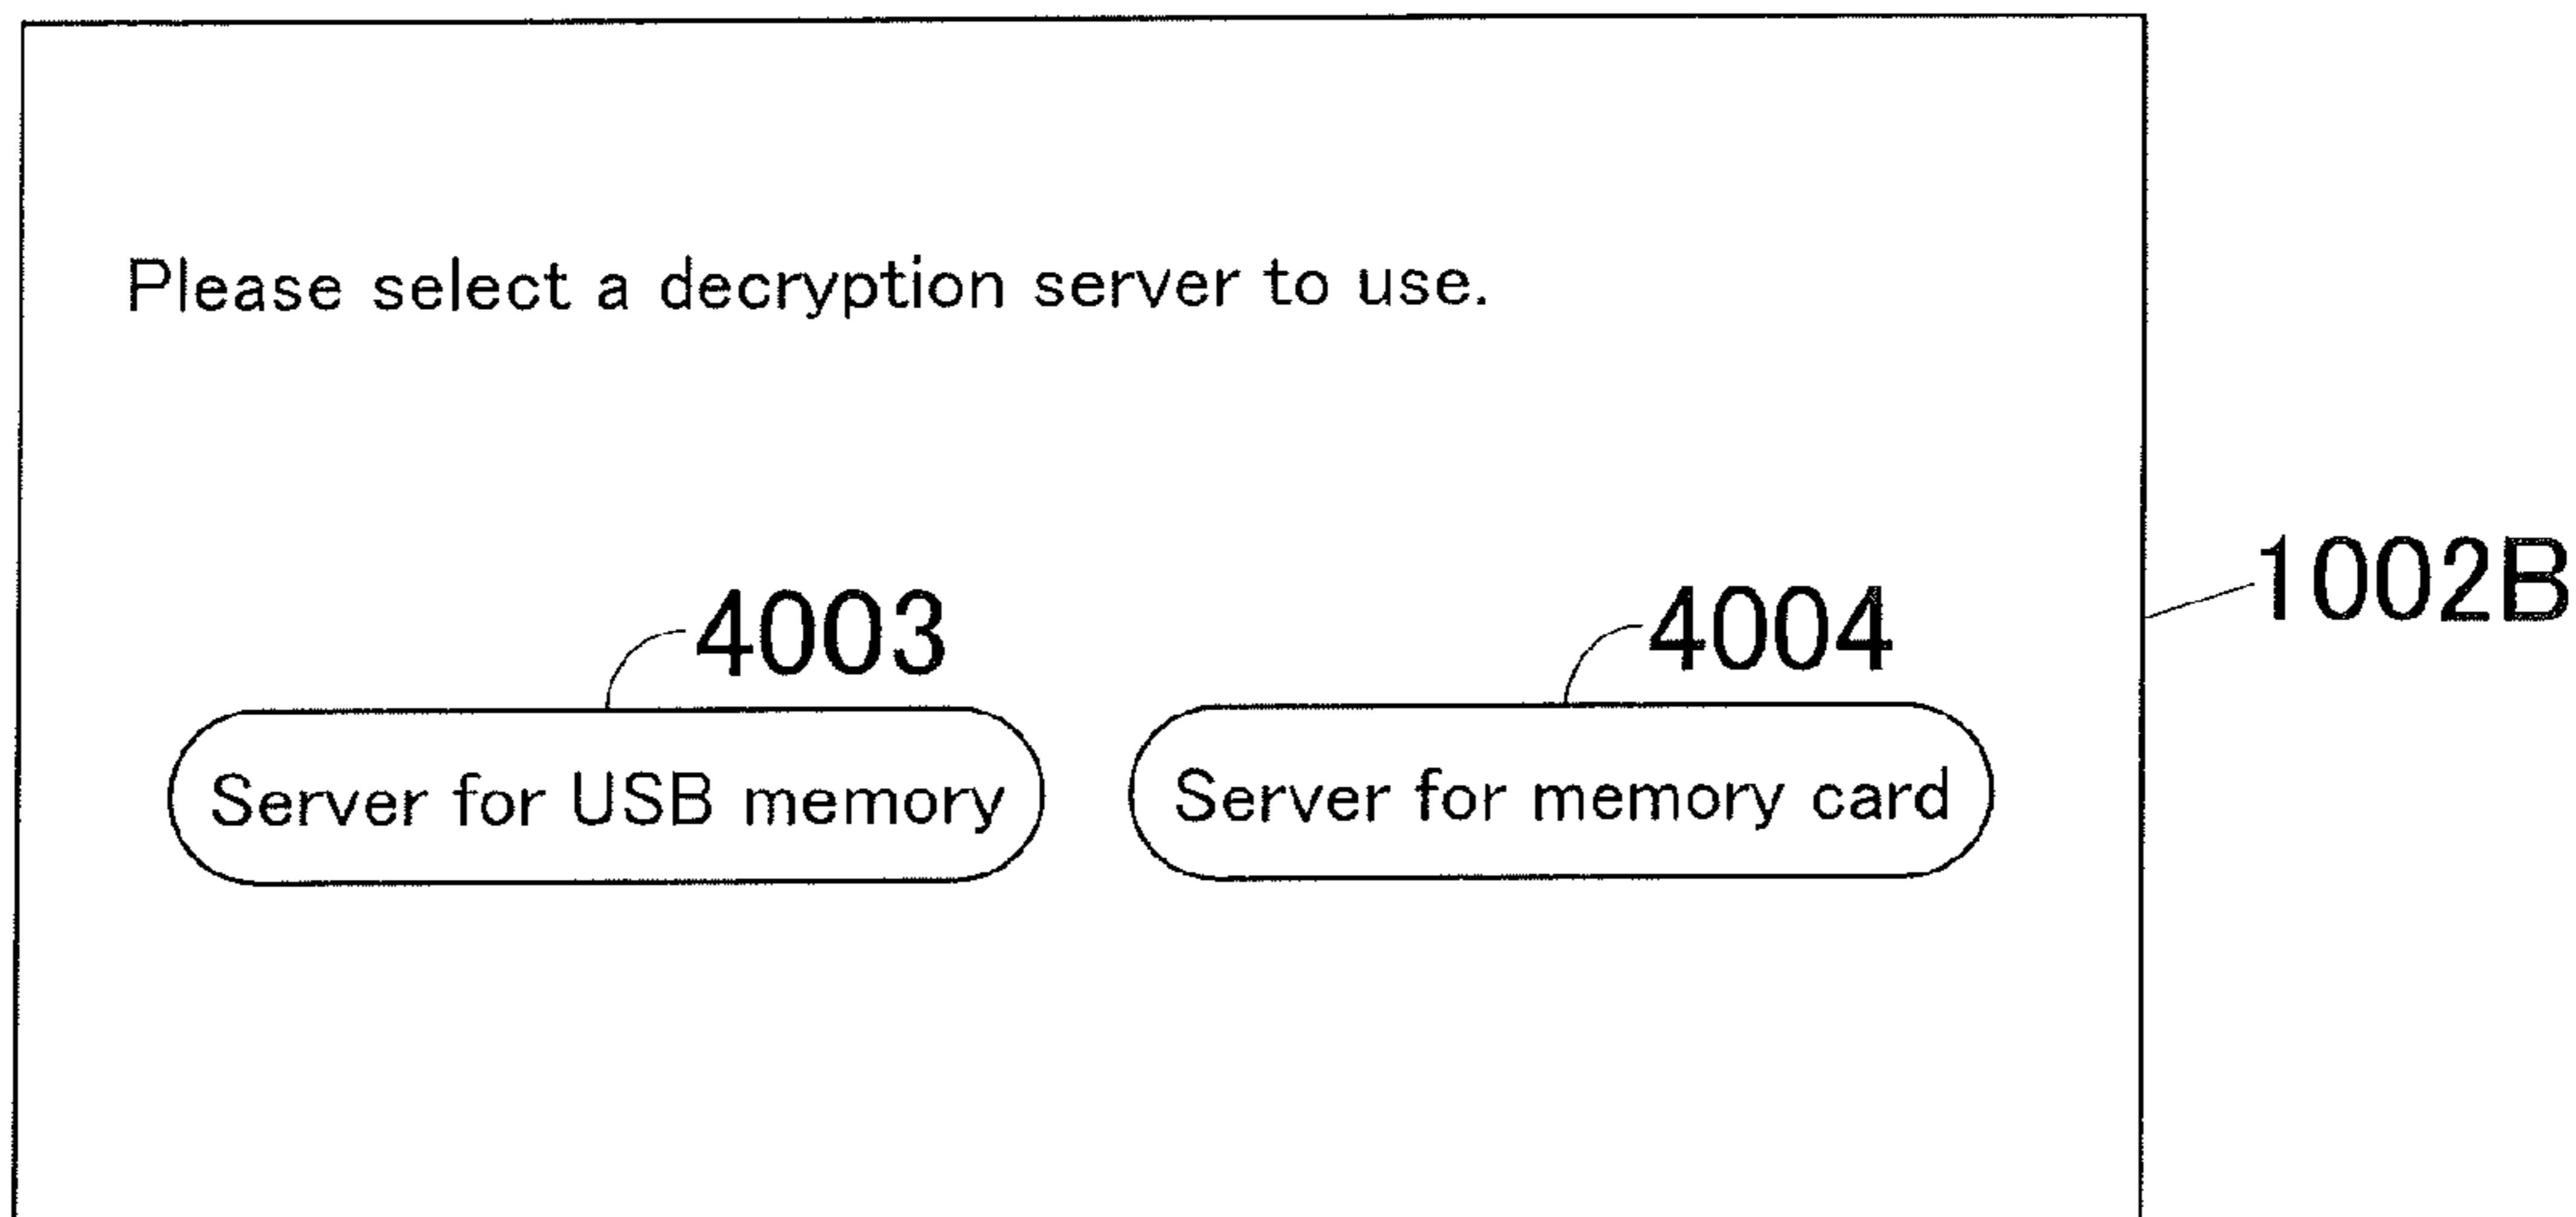 Please select a decryption server to use.
1002B
4003 4004
Server for USB memory Server for memory card